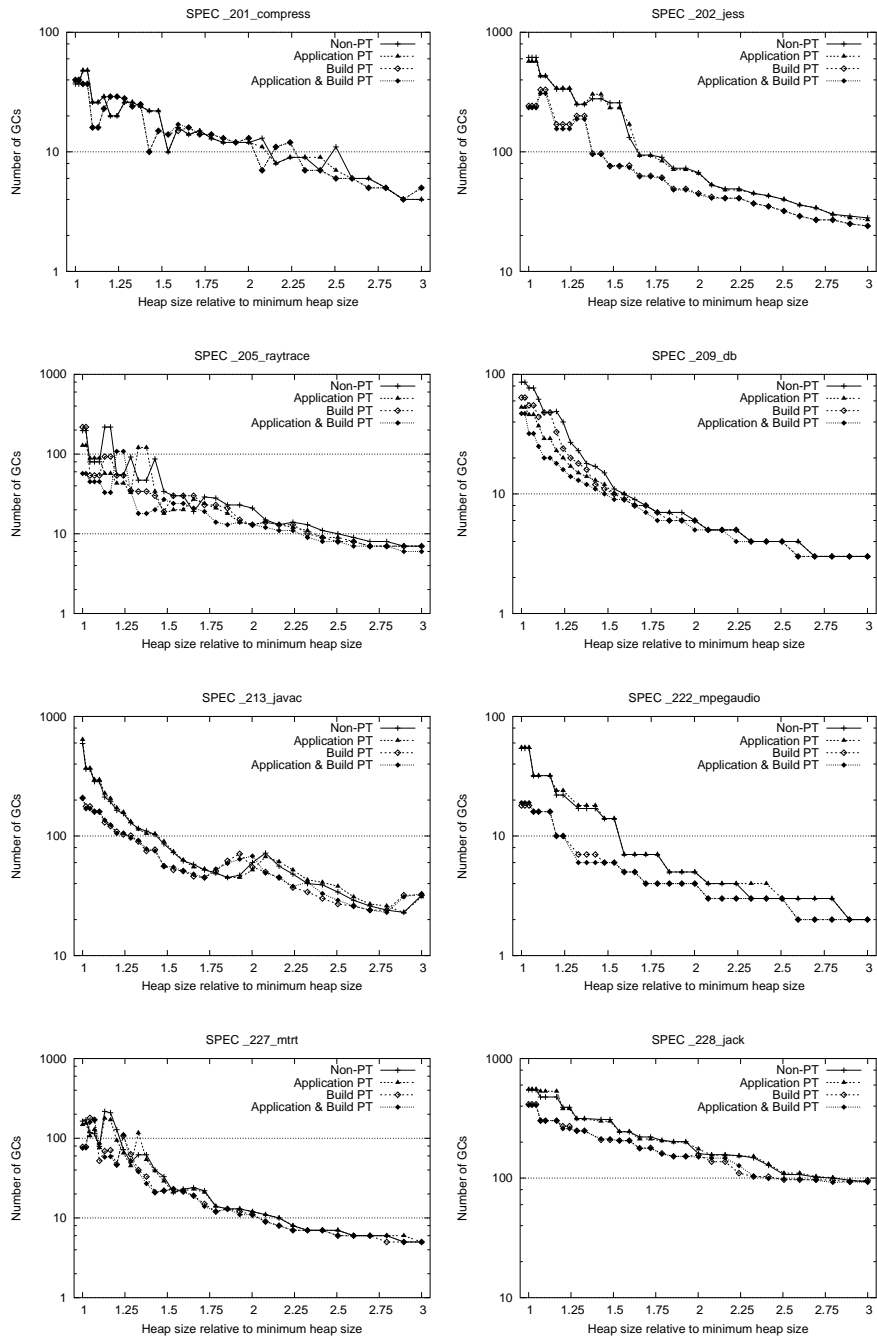 SPEC _201_compress
100
10
1
Number of GCs
Non-PT
Application PT
Build PT
Application & Build PT
1 1.25 1.5 1.75 2 2.25 2.5 2.75 3
Heap size relative to minimum heap size
SPEC _202_jess
1000
100
10
Number of GCs
Non-PT
Application PT
Build PT
Application & Build PT
1 1.25 1.5 1.75 2 2.25 2.5 2.75 3
Heap size relative to minimum heap size
SPEC _205_raytrace
1000
100
10
1
Number of GCs
Non-PT
Application PT
Build PT
Application & Build PT
1 1.25 1.5 1.75 2 2.25 2.5 2.75 3
Heap size relative to minimum heap size
SPEC _209_db
100
10
1
Number of GCs
Non-PT
Application PT
Build PT
Application & Build PT
1 1.25 1.5 1.75 2 2.25 2.5 2.75 3
Heap size relative to minimum heap size
SPEC _213_javac
1000
100
10
Number of GCs
Non-PT
Application PT
Build PT
Application & Build PT
1 1.25 1.5 1.75 2 2.25 2.5 2.75 3
Heap size relative to minimum heap size
SPEC _222_mpegaudio
100
10
1
Number of GCs
Non-PT
Application PT
Build PT
Application & Build PT
1 1.25 1.5 1.75 2 2.25 2.5 2.75 3
Heap size relative to minimum heap size
SPEC _227_mtrt
1000
100
10
1
Number of GCs
Non-PT
Application PT
Build PT
Application & Build PT
1 1.25 1.5 1.75 2 2.25 2.5 2.75 3
Heap size relative to minimum heap size
SPEC _228_jack
1000
100
10
Number of GCs
Non-PT
Application PT
Build PT
Application & Build PT
1 1.25 1.5 1.75 2 2.25 2.5 2.75 3
Heap size relative to minimum heap size